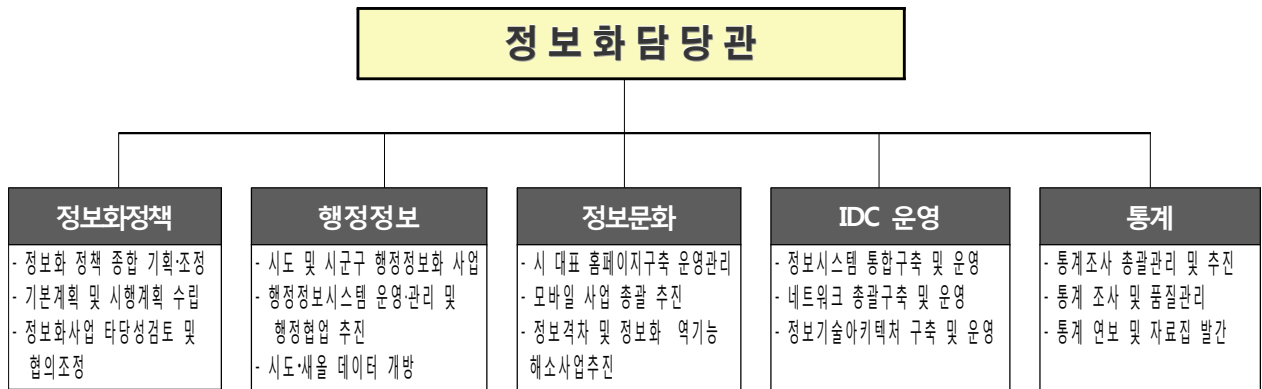 정보화담당관
정보화정책
- 정보화 정책 종합 기획·조정
- 기본계획 및 시행계획 수립
- 정보화사업 타당성검토 및
협의조정
행정정보
- 시도 및 시군구 행정정보화 사업
- 행정정보시스템 운영·관리 및
행정협업 추진
- 시도·새올 데이터 개방
정보문화
- 시 대표 홈페이지구축 운영관리
- 모바일 사업 총괄 추진
- 정보격차 및 정보화 역기능
해소사업추진
IDC 운영
- 정보시스템 통합구축 및 운영
- 네트워크 총괄구축 및 운영
- 정보기술아키텍처 구축 및 운영
통계
- 통계조사 총괄관리 및 추진
- 통계 조사 및 품질관리
- 통계 연보 및 자료집 발간